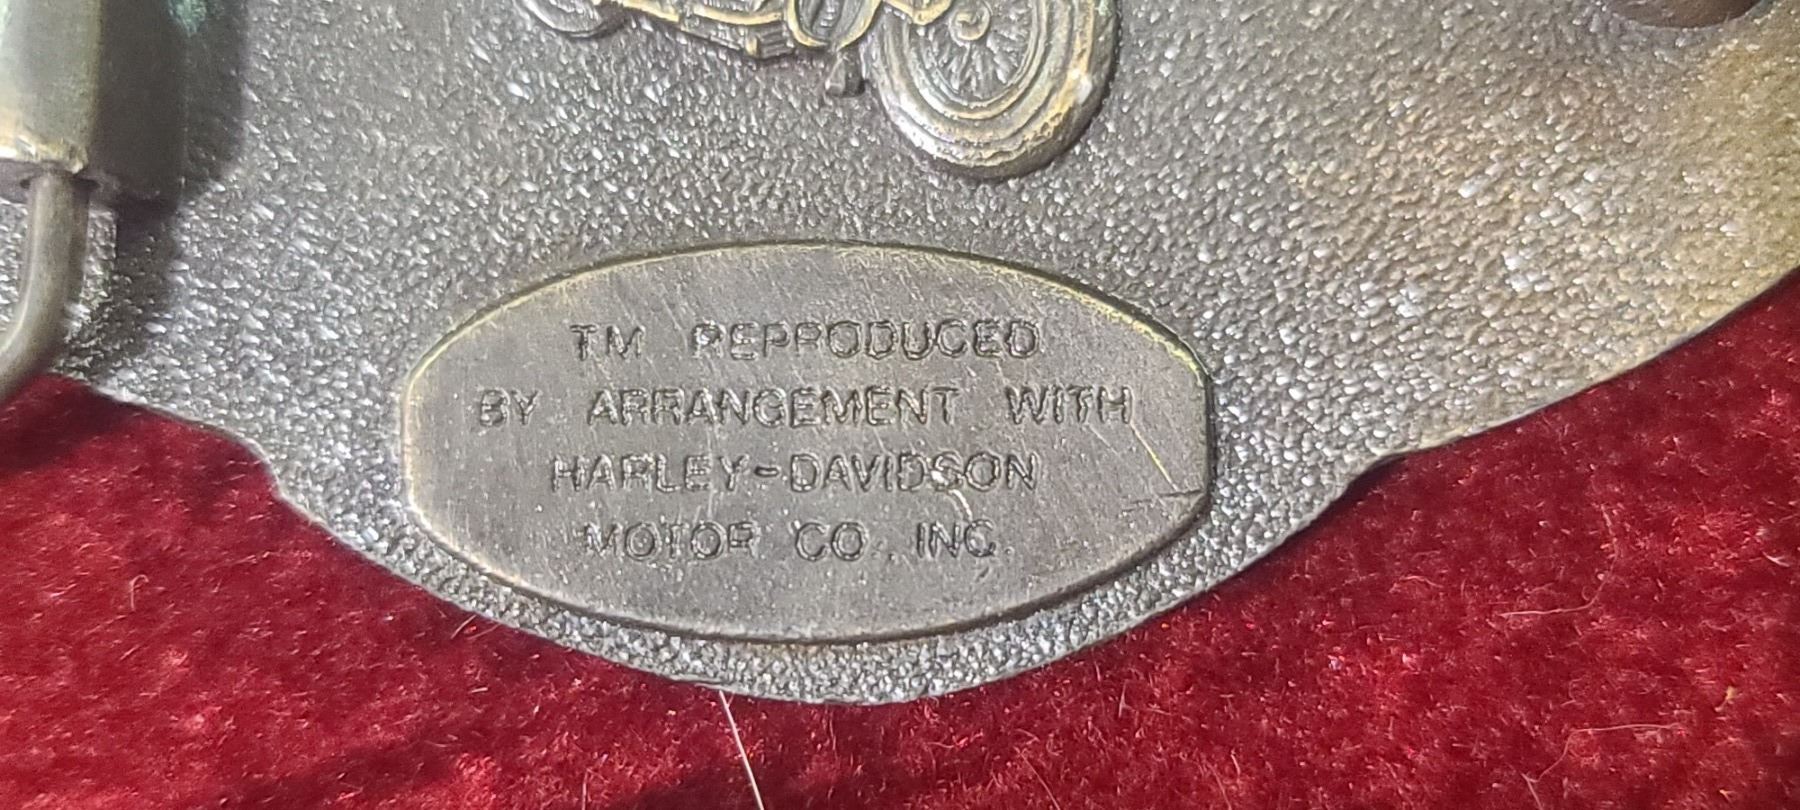 TM REPRODUCED
BY ARRANGEMENT WITH
HARLEY-DAVIDSON
MOTOR CO. INC.